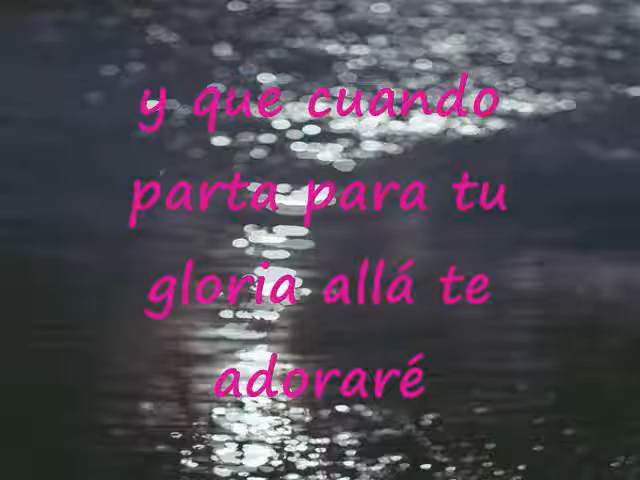 y que cuando
parta para tu
gloria allá te
adoraré